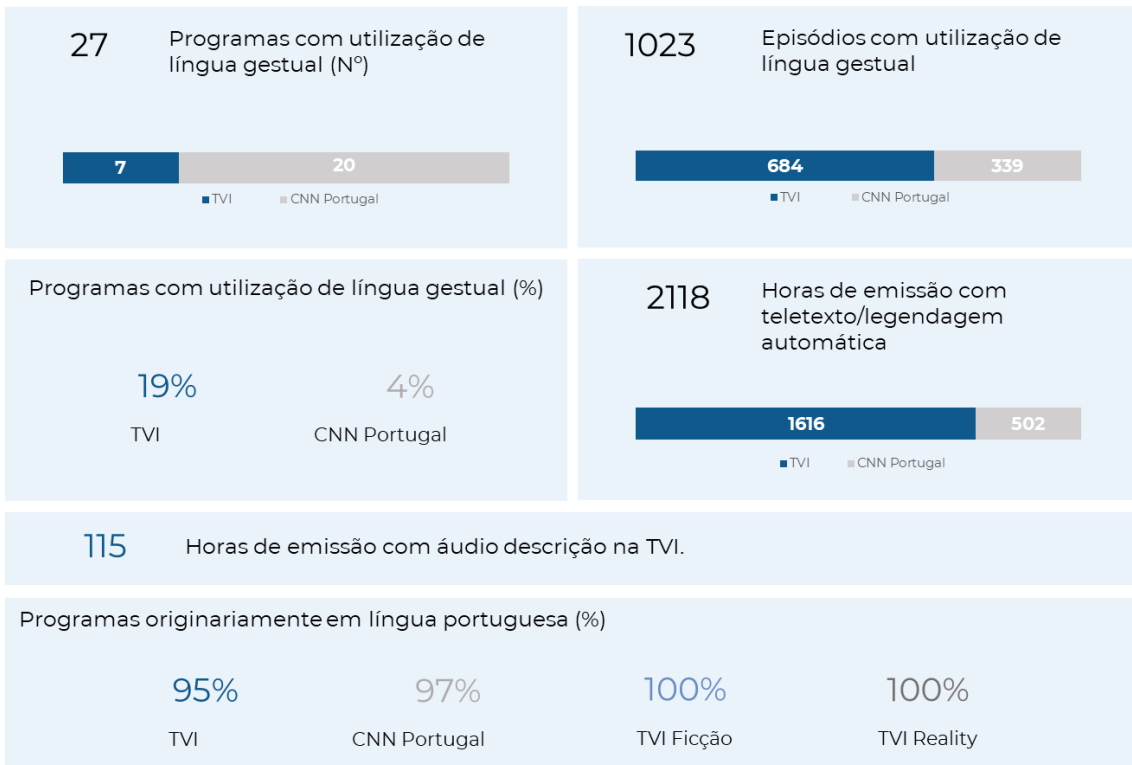 27
Programas com utilização de
língua gestual (Nº)
7
20
TVI
CNN Portugal
1023
Episódios com utilização de
língua gestual
684
339
TVI
CNN Portugal
Programas com utilização de língua gestual (%)
19%
4%
TVI
CNN Portugal
2118
Horas de emissão com
teletexto/legendagem
automática
1616
502
TVI
CNN Portugal
115
Horas de emissão com áudio descrição na TVI.
Programas originariamente em língua portuguesa (%)
95%
97%
100%
100%
TVI
CNN Portugal
TVI Ficção
TVI Reality